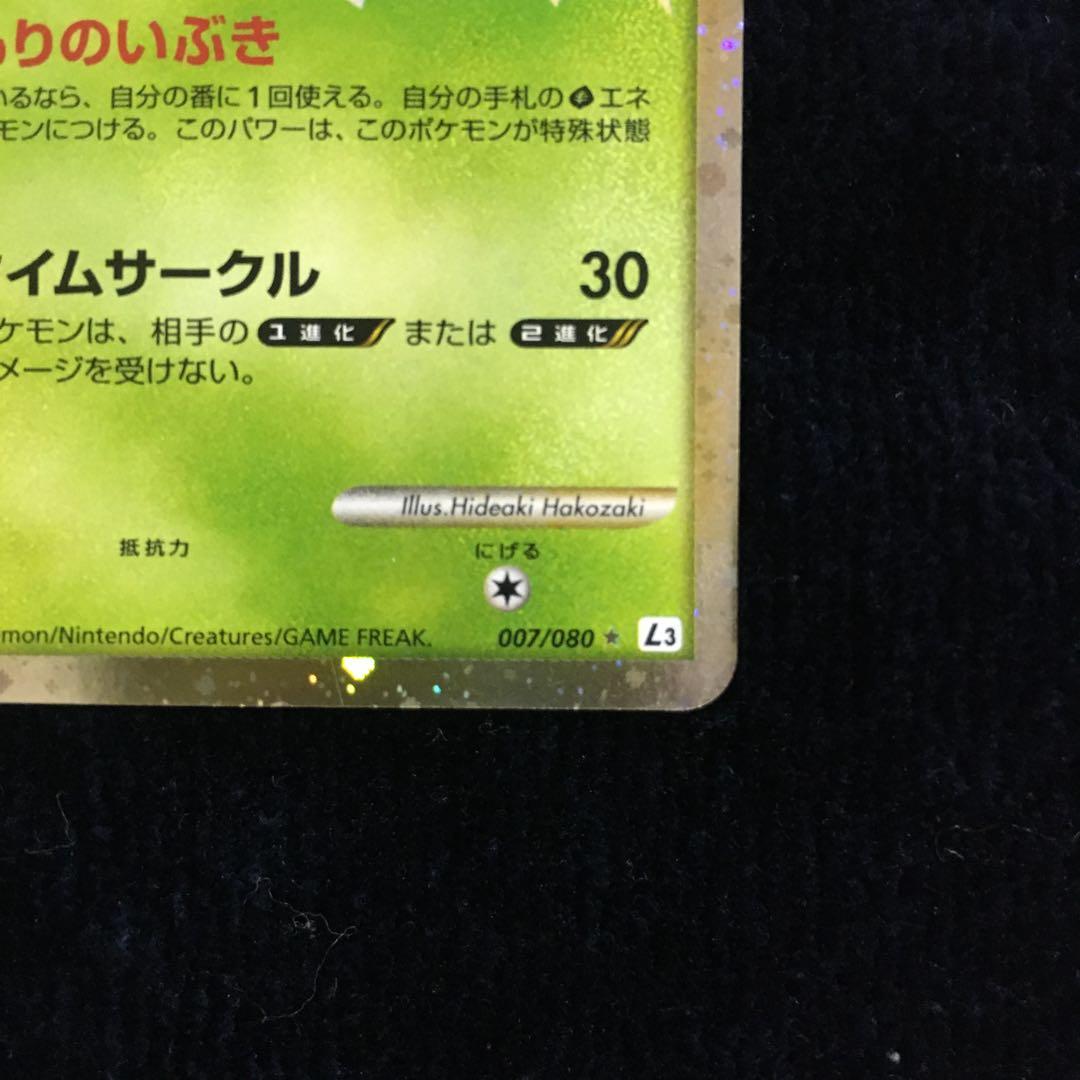 りのいぶき
いるなら、自分の番に1回使える。自分の手札の エネ
モンにつける。このパワーは、このポケモンが特殊状態
イムサークル 30
ケモンは、相手の 1進化 または 2進化
メージを受けない。
Illus.Hideaki Hakozaki
抵抗力 にげる
mon/Nintendo/Creatures/GAME FREAK. 007/080 ★ L3